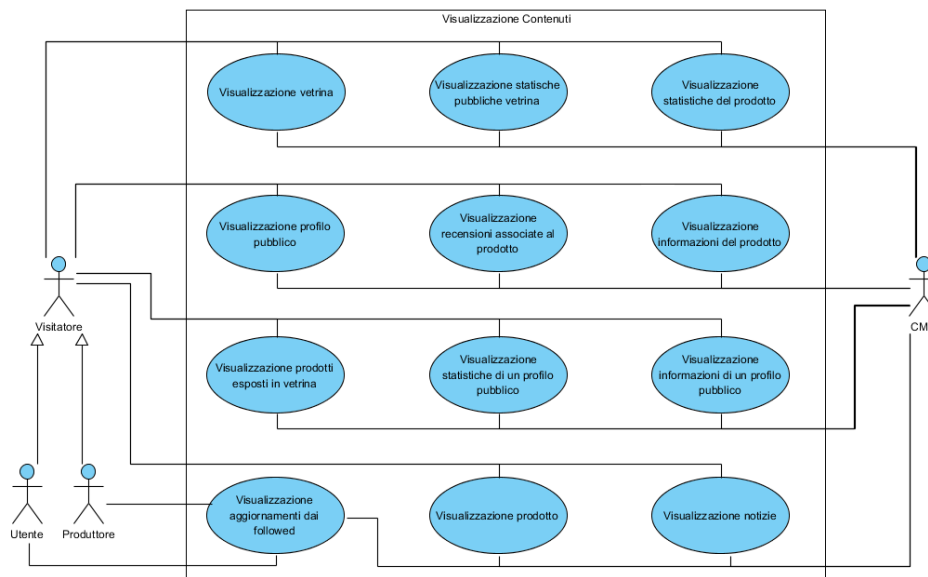 Visualizzazione Contenuti
Visualizzazione vetrina
Visualizzazione statische
pubbliche vetrina
Visualizzazione
statistiche del prodotto
Visualizzazione profilo
pubblico
Visualizzazione
recensioni associate al
prodotto
Visualizzazione
informazioni del prodotto
Visitatore
CM
Visualizzazione prodotti
esposti in vetrina
Visualizzazione
statistiche di un profilo
pubblico
Visualizzazione
informazioni di un profilo
pubblico
Utente
Produttore
Visualizzazione
aggiornamenti dai
followed
Visualizzazione prodotto
Visualizzazione notizie